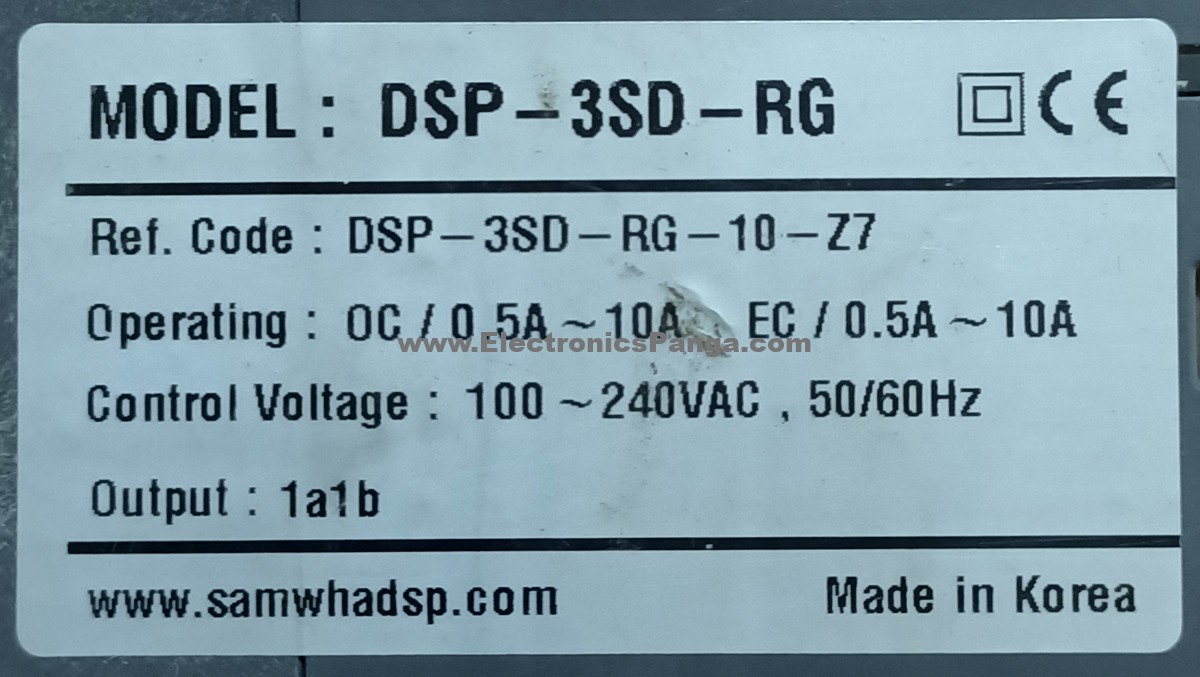 MODEL : DSP-3SD-RG CE
Ref. Code : DSP-3SD-RG-10-Z7
Operating : OC / 0.5A ~ 10A , EC / 0.5A ~ 10A
www.ElectronicsPanga.com
Control Voltage : 100 ~ 240VAC , 50/60Hz
Output : 1a1b
www.samwhadsp.com Made in Korea